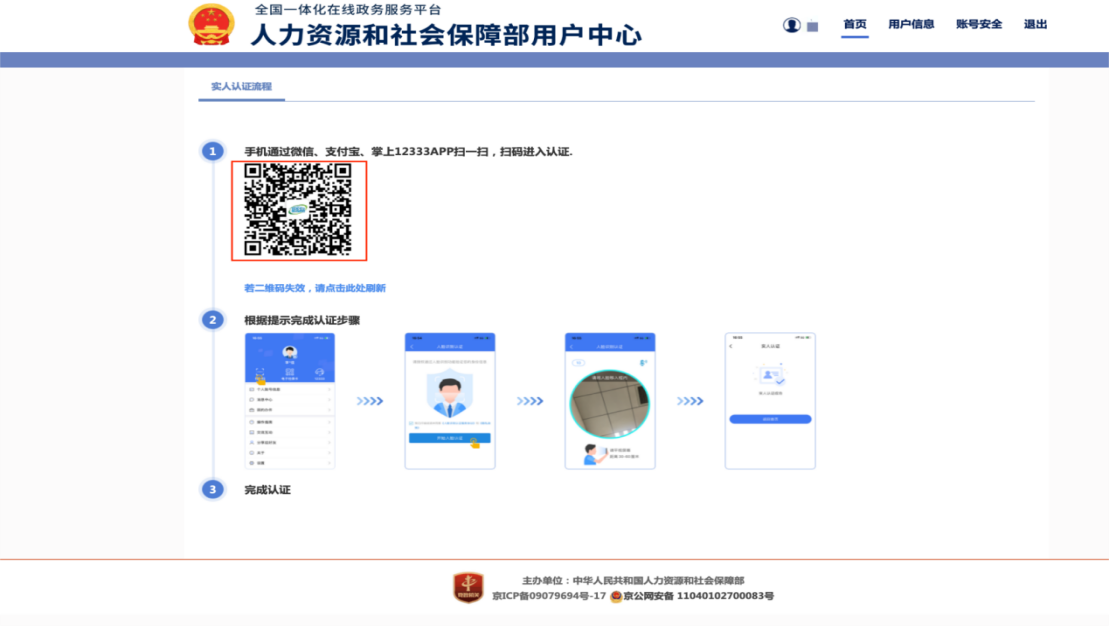 全国一体化在线政务服务平台
人力资源和社会保障部用户中心
首页 用户信息 账号安全 退出
实人认证流程
1 手机通过微信、支付宝、掌上12333APP扫一扫，扫码进入认证.
若二维码失效，请点击此处刷新
2 根据提示完成认证步骤
实人认证
3 完成认证
主办单位：中华人民共和国人力资源和社会保障部
京ICP备09079694号-17 京公网安备 11040102700083号